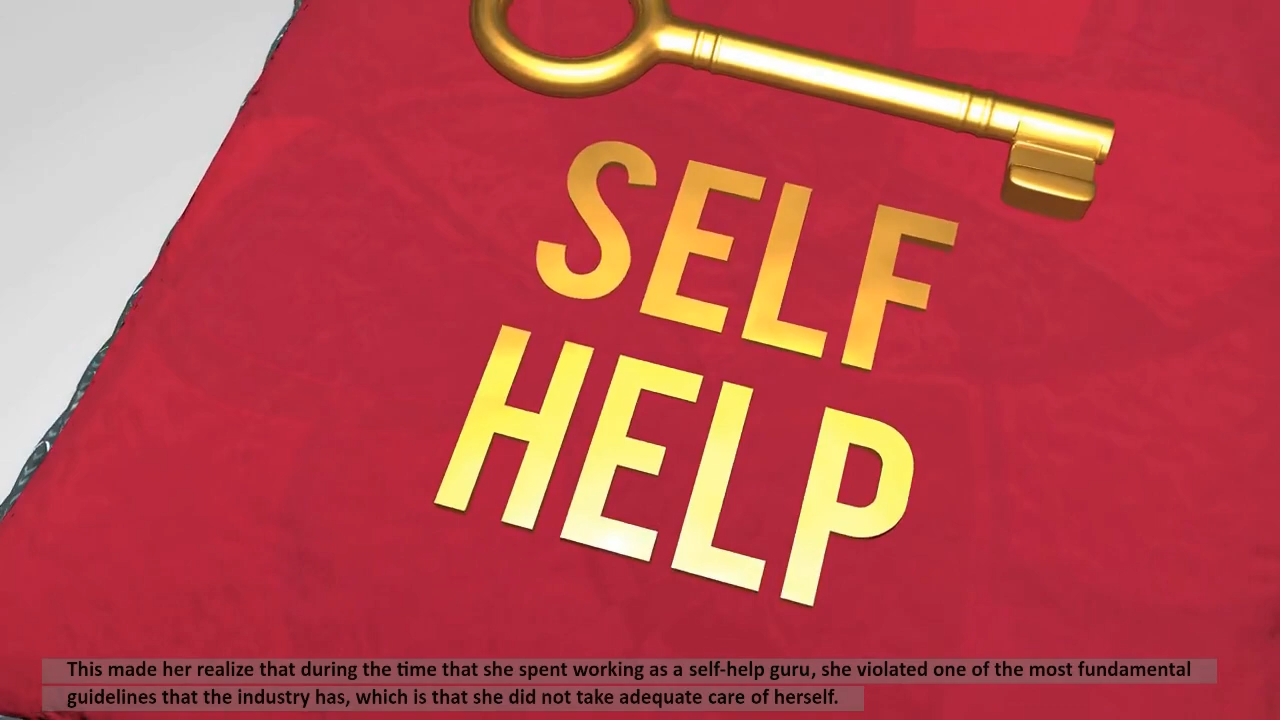 SELF
HELP
This made her realize that during the time that she spent working as a self-help guru, she violated one of the most fundamental
guidelines that the industry has, which is that she did not take adequate care of herself.